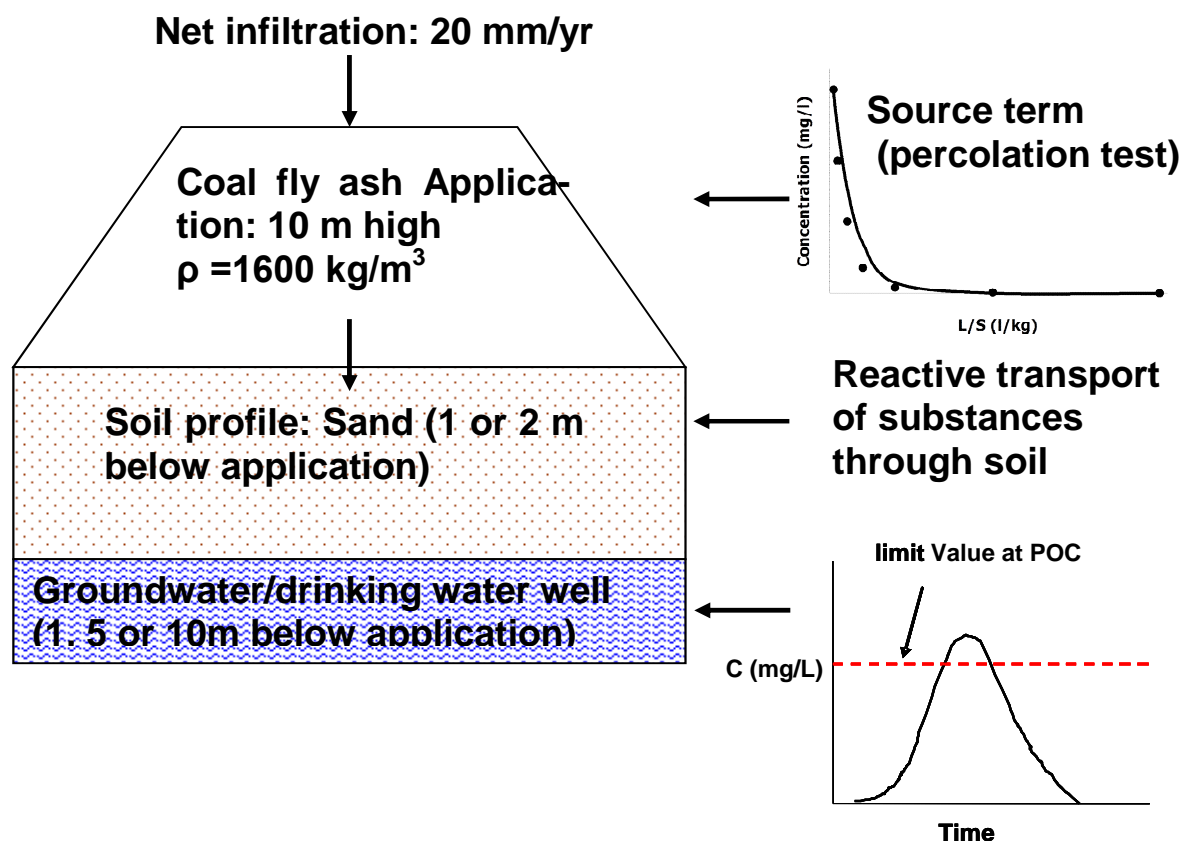 Net infiltration: 20 mm/yr
Coal fly ash Applica-
tion: 10 m high
ρ =1600 kg/m³
Soil profile: Sand (1 or 2 m
below application)
Groundwater/drinking water well
(1, 5 or 10m below application)
Concentration (mg/l)
Source term
(percolation test)
L/S (l/kg)
Reactive transport
of substances
through soil
limit Value at POC
C (mg/L)
Time